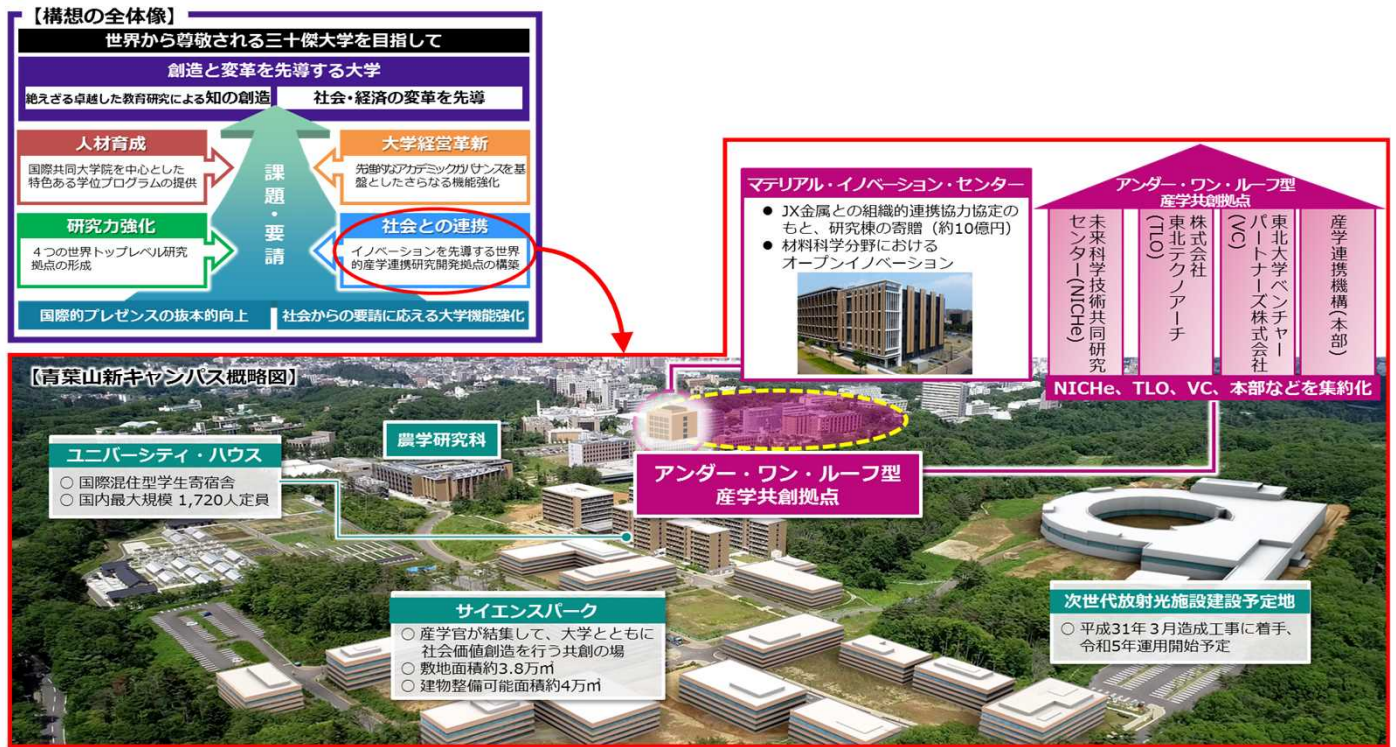 【構想の全体像】
世界から尊敬される三十傑大学を目指して
創造と変革を先導する大学
絶えざる卓越した教育研究による知の創造
社会・経済の変革を先導
人材育成
国際共同大学院を中心とした
特色ある学位プログラムの提供
大学経営革新
先進的なアカデミックガバナンスを基
盤としたさらなる機能強化
課題・要請
研究力強化
４つの世界トップレベル研究
拠点の形成
社会との連携
イノベーションを先導する世界
的産学連携研究開発拠点の構築
国際的プレゼンスの抜本的向上
社会からの要請に応える大学機能強化
マテリアル・イノベーション・センター
● JX金属との組織的連携協力協定の
もと、研究棟の寄贈（約10億円）
● 材料科学分野における
オープンイノベーション
アンダー・ワン・ルーフ型
産学共創拠点
未来科学技術共同研究
センター(NICHe)
株式会社
東北テクノアーチ
(TLO)
東北大学ベンチャー
パートナーズ株式会社
(VC)
産学連携機構(本部)
NICHe、TLO、VC、本部などを集約化
【青葉山新キャンパス概略図】
ユニバーシティ・ハウス
○ 国際混住型学生寄宿舎
○ 国内最大規模 1,720人定員
農学研究科
アンダー・ワン・ルーフ型
産学共創拠点
サイエンスパーク
○ 産学官が結集して、大学とともに
社会価値創造を行う共創の場
○ 敷地面積約3.8万㎡
○ 建物整備可能面積約4万㎡
次世代放射光施設建設予定地
○ 平成31年３月造成工事に着手、
令和5年運用開始予定